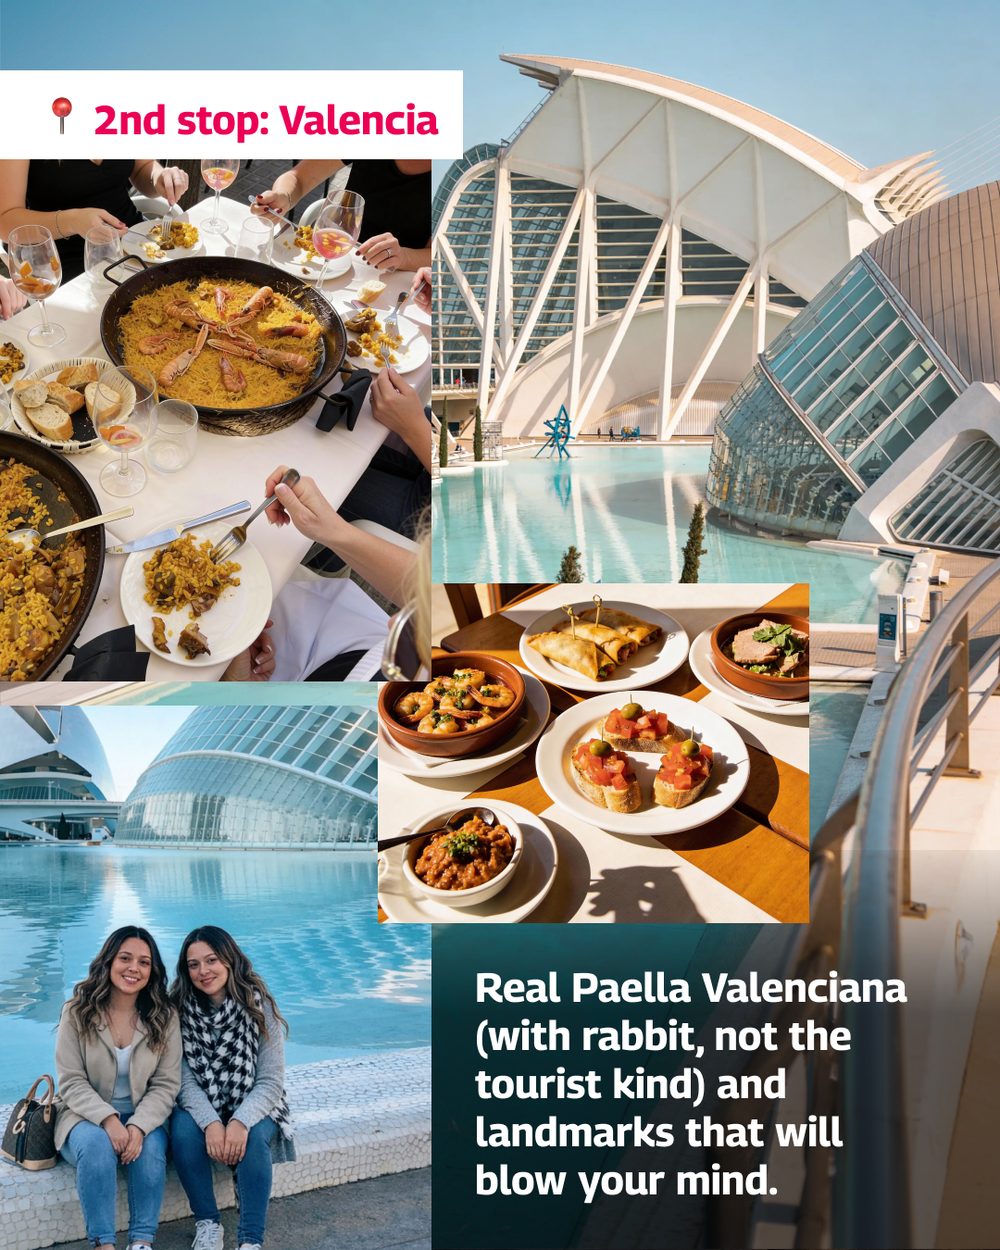 2nd stop: Valencia
Real Paella Valenciana
(with rabbit, not the
tourist kind) and
landmarks that will
blow your mind.